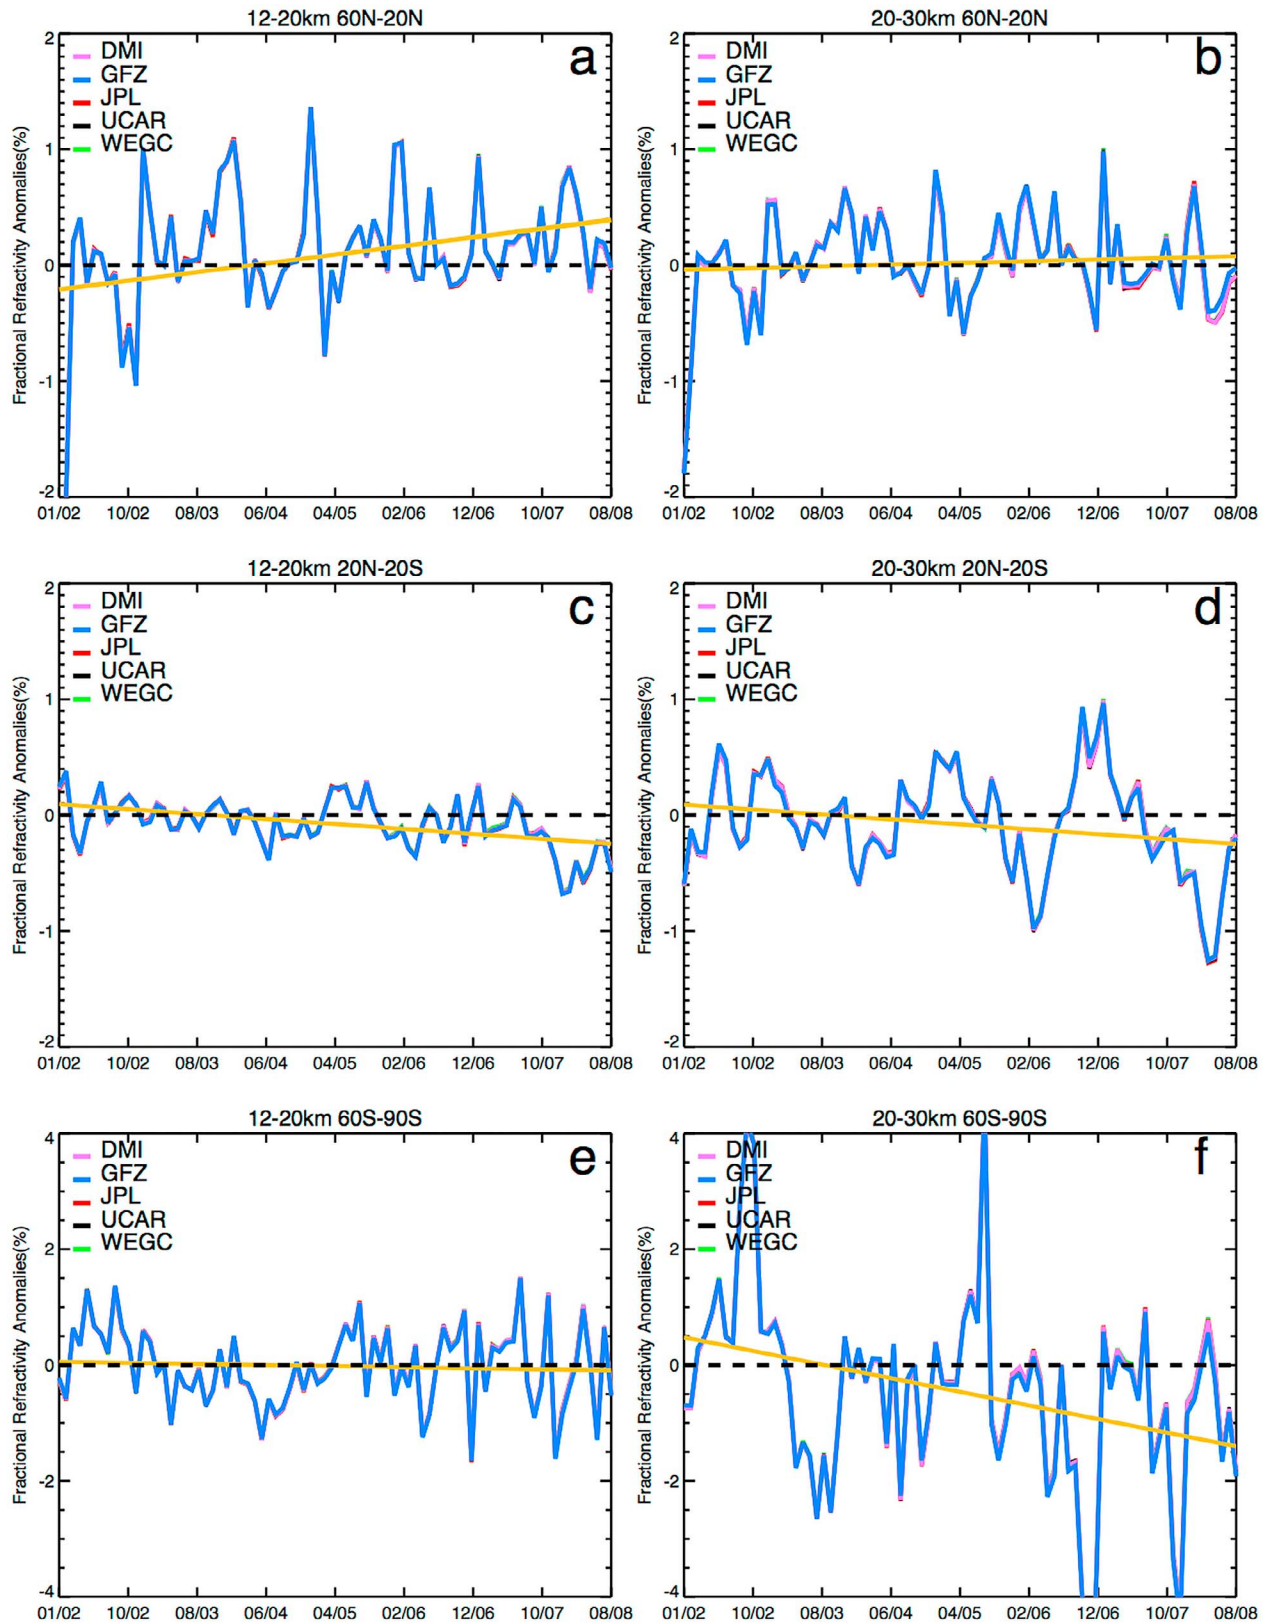 12-20km 60N-20N
Fractional Refractivity Anomalies(%)
2
1
0
-1
-2
DMI
GFZ
JPL
UCAR
WEGC
a
01/02 10/02 08/03 06/04 04/05 02/06 12/06 10/07 08/08
20-30km 60N-20N
Fractional Refractivity Anomalies(%)
2
1
0
-1
-2
DMI
GFZ
JPL
UCAR
WEGC
b
01/02 10/02 08/03 06/04 04/05 02/06 12/06 10/07 08/08
12-20km 20N-20S
Fractional Refractivity Anomalies(%)
2
1
0
-1
-2
DMI
GFZ
JPL
UCAR
WEGC
c
01/02 10/02 08/03 06/04 04/05 02/06 12/06 10/07 08/08
20-30km 20N-20S
Fractional Refractivity Anomalies(%)
2
1
0
-1
-2
DMI
GFZ
JPL
UCAR
WEGC
d
01/02 10/02 08/03 06/04 04/05 02/06 12/06 10/07 08/08
12-20km 60S-90S
Fractional Refractivity Anomalies(%)
4
2
0
-2
-4
DMI
GFZ
JPL
UCAR
WEGC
e
01/02 10/02 08/03 06/04 04/05 02/06 12/06 10/07 08/08
20-30km 60S-90S
Fractional Refractivity Anomalies(%)
4
2
0
-2
-4
DMI
GFZ
JPL
UCAR
WEGC
f
01/02 10/02 08/03 06/04 04/05 02/06 12/06 10/07 08/08